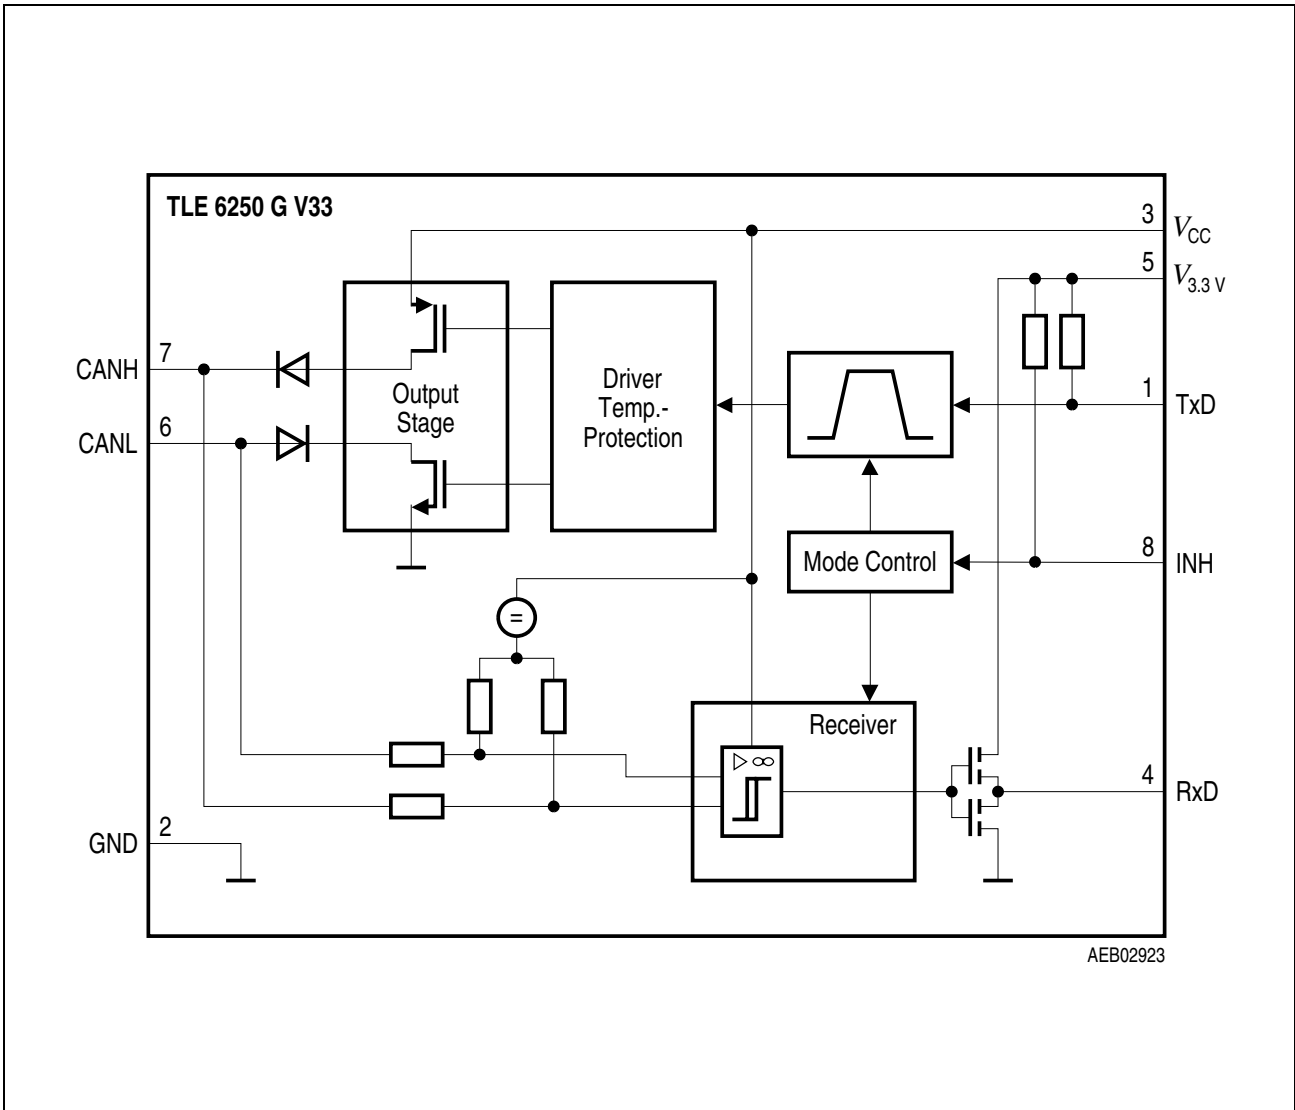 TLE 6250 G V33
3
VCC
5
V3.3 V
7
CANH
Output
Stage
Driver
Temp.-
Protection
1
TxD
6
CANL
8
INH
Mode Control
=
Receiver
▷ ∞
4
RxD
2
GND
AEB02923